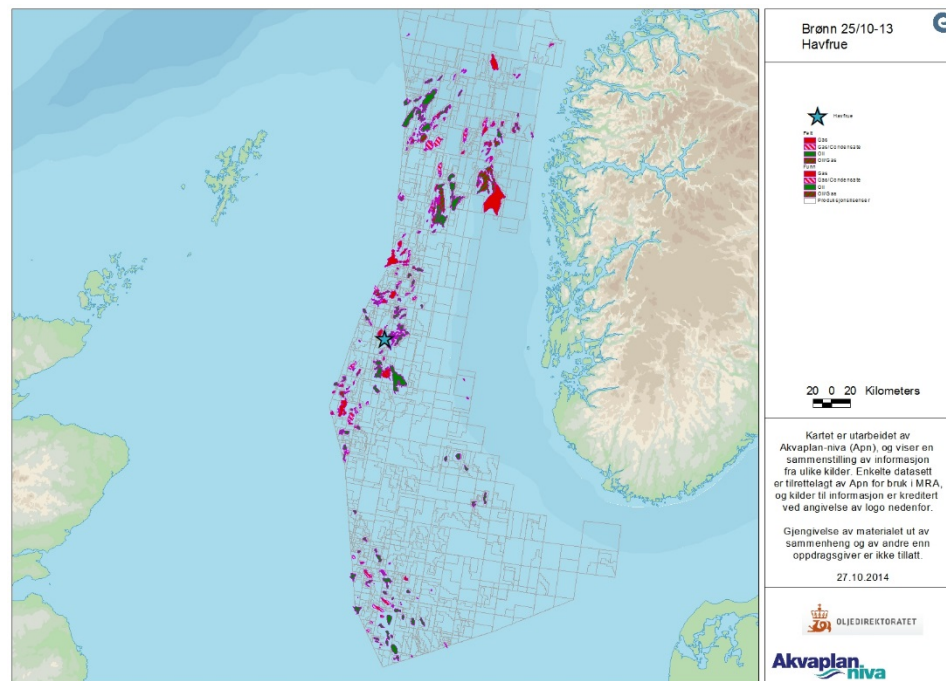 Brønn 25/10-13
Havfrue
Havfrue
Felt
Gas
Gas/Condensate
Oil
Oil/Gas
Funn
Gas
Gas/Condensate
Oil
Oil/Gas
Produksjonslisenser
20 0 20 Kilometers
Kartet er utarbeidet av
Akvaplan-niva (Apn), og viser en
sammenstilling av informasjon
fra ulike kilder. Enkelte datasett
er tilrettelagt av Apn for bruk i MRA,
og kilder til informasjon er kreditert
ved angivelse av logo nedenfor.
Gjengivelse av materialet ut av
sammenheng og av andre enn
oppdragsgiver er ikke tillatt.
27.10.2014
OLJEDIREKTORATET
Akvaplan
niva